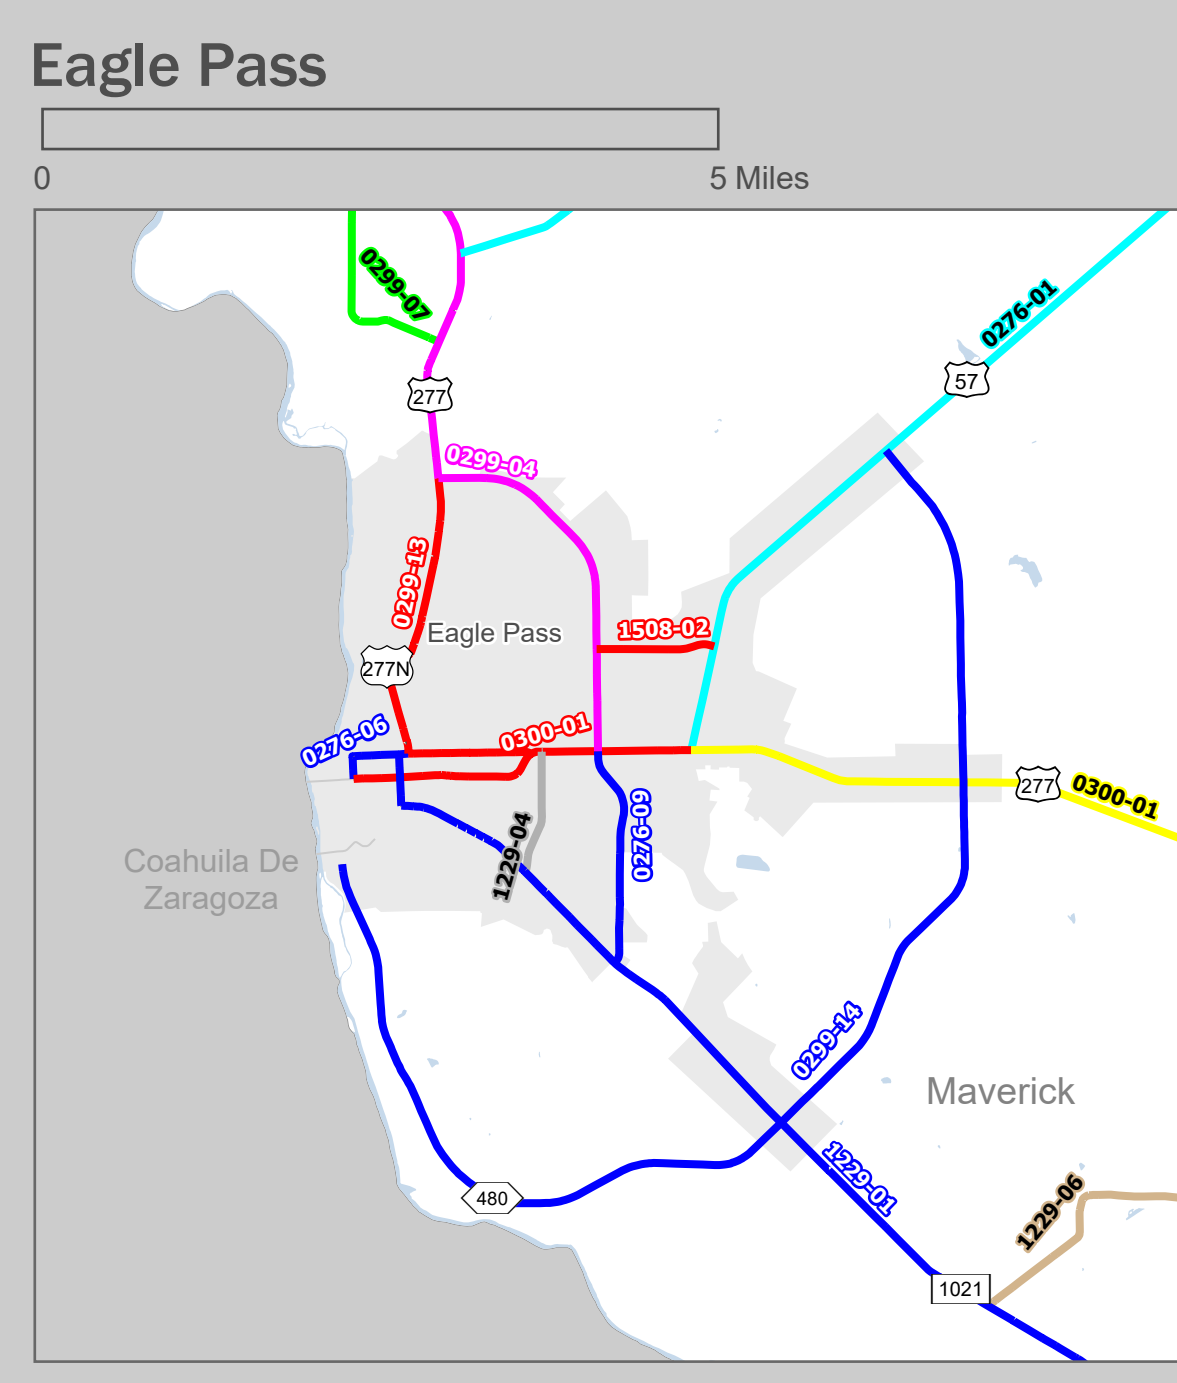 Eagle Pass
0
5 Miles
0299-07
0276-01
57
277
0299-04
0299-13
1508-02
Eagle Pass
277N
0276-06
0300-01
277
0300-01
0276-09
1229-04
Coahuila De
Zaragoza
0299-14
Maverick
1229-01
1229-06
480
1021